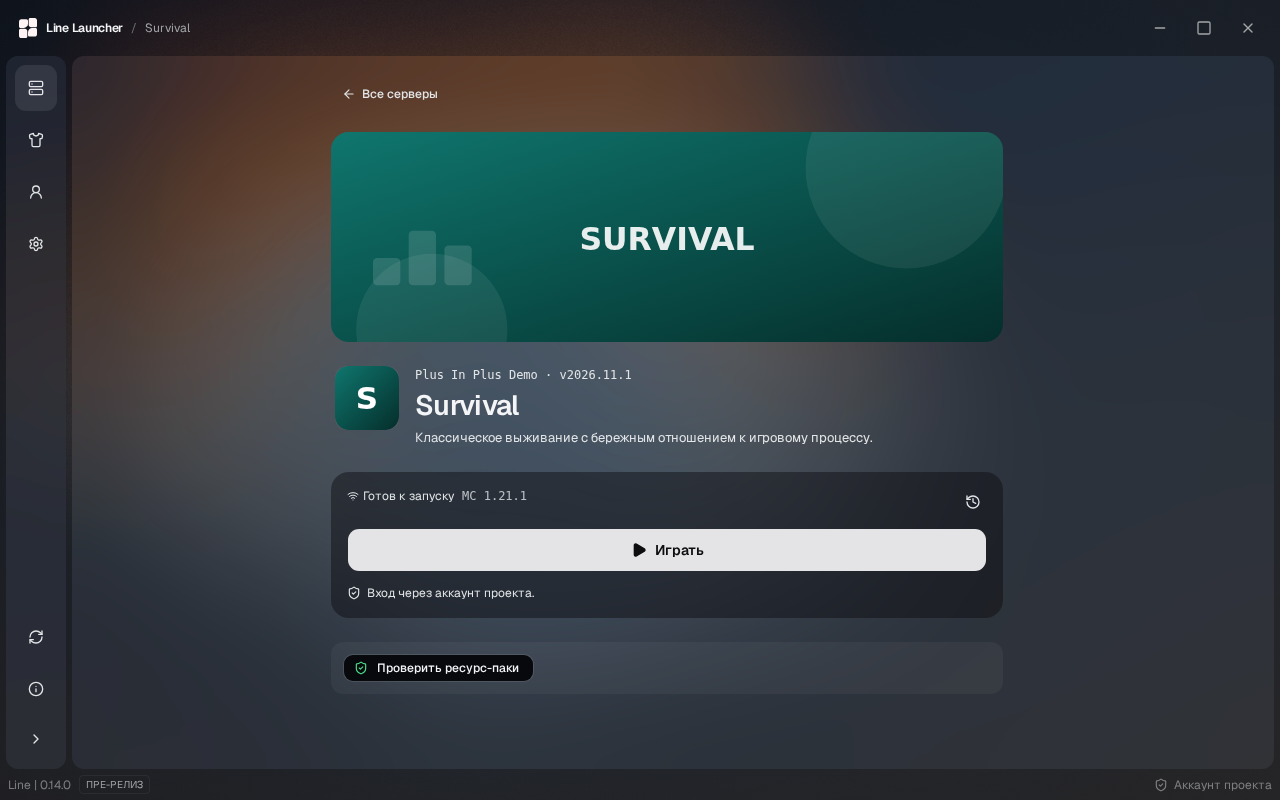 Line Launcher / Survival
Все серверы
SURVIVAL
S
Plus In Plus Demo · v2026.11.1
Survival
Классическое выживание с бережным отношением к игровому процессу.
Готов к запуску MC 1.21.1
Играть
Вход через аккаунт проекта.
Проверить ресурс-паки
Line | 0.14.0 ПРЕ-РЕЛИЗ
Аккаунт проекта